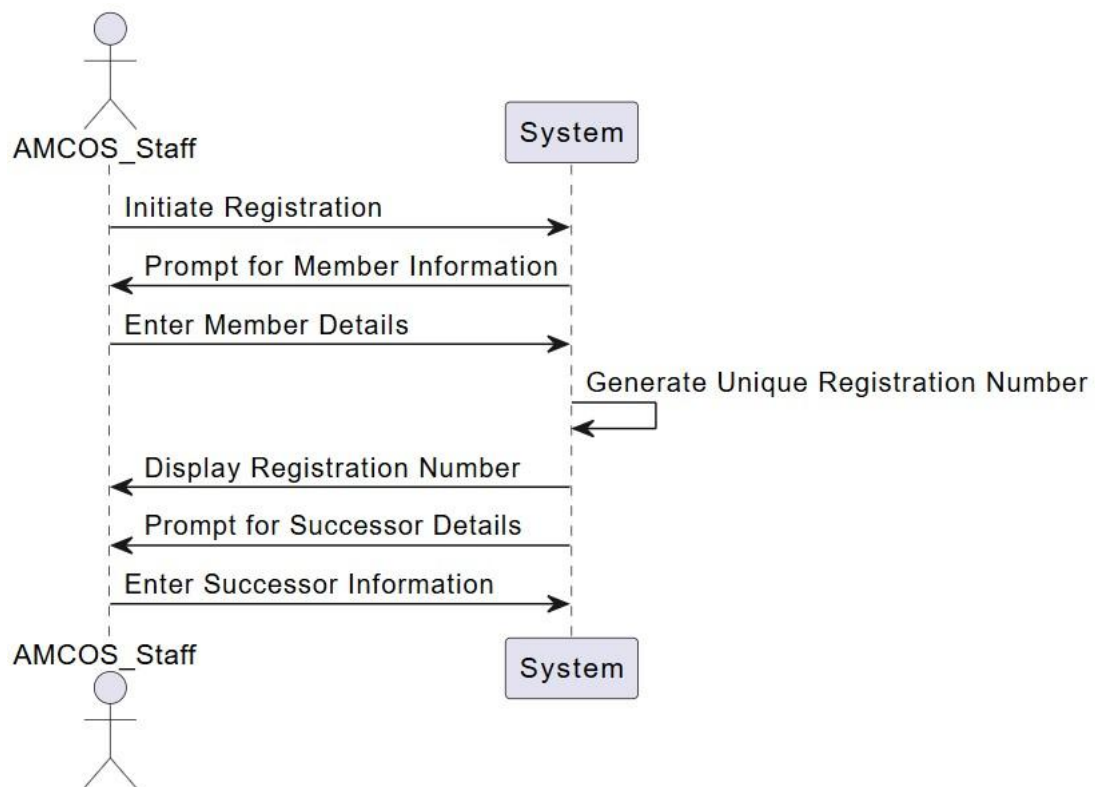 AMCOS_Staff
System
Initiate Registration
Prompt for Member Information
Enter Member Details
Generate Unique Registration Number
Display Registration Number
Prompt for Successor Details
Enter Successor Information
AMCOS_Staff
System